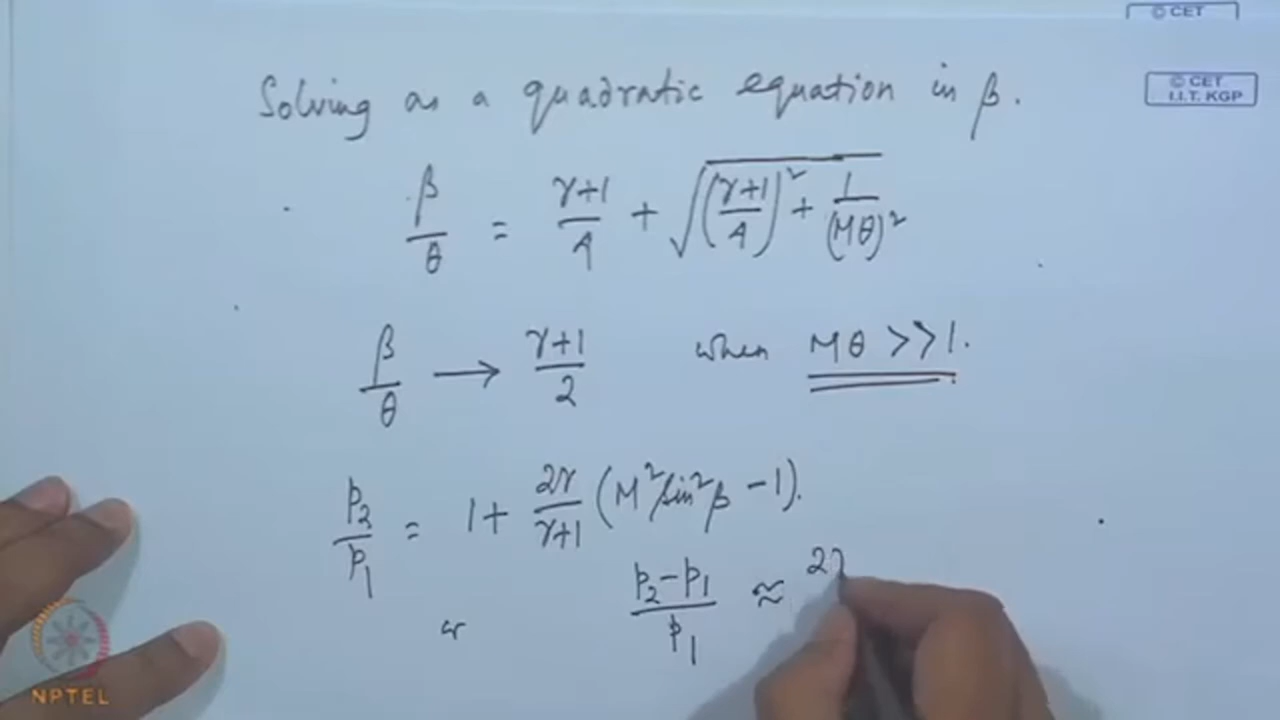 © CET
© CET
I.I.T. KGP
Solving as a quadratic equation in β.
β/θ = (γ+1)/4 + √(((γ+1)/4)² + 1/(Mθ)²)
β/θ → (γ+1)/2 when Mθ >> 1.
p₂/p₁ = 1 + 2γ/(γ+1) (M² sin²β - 1).
or (p₂-p₁)/p₁ ≈ 2
NPTEL